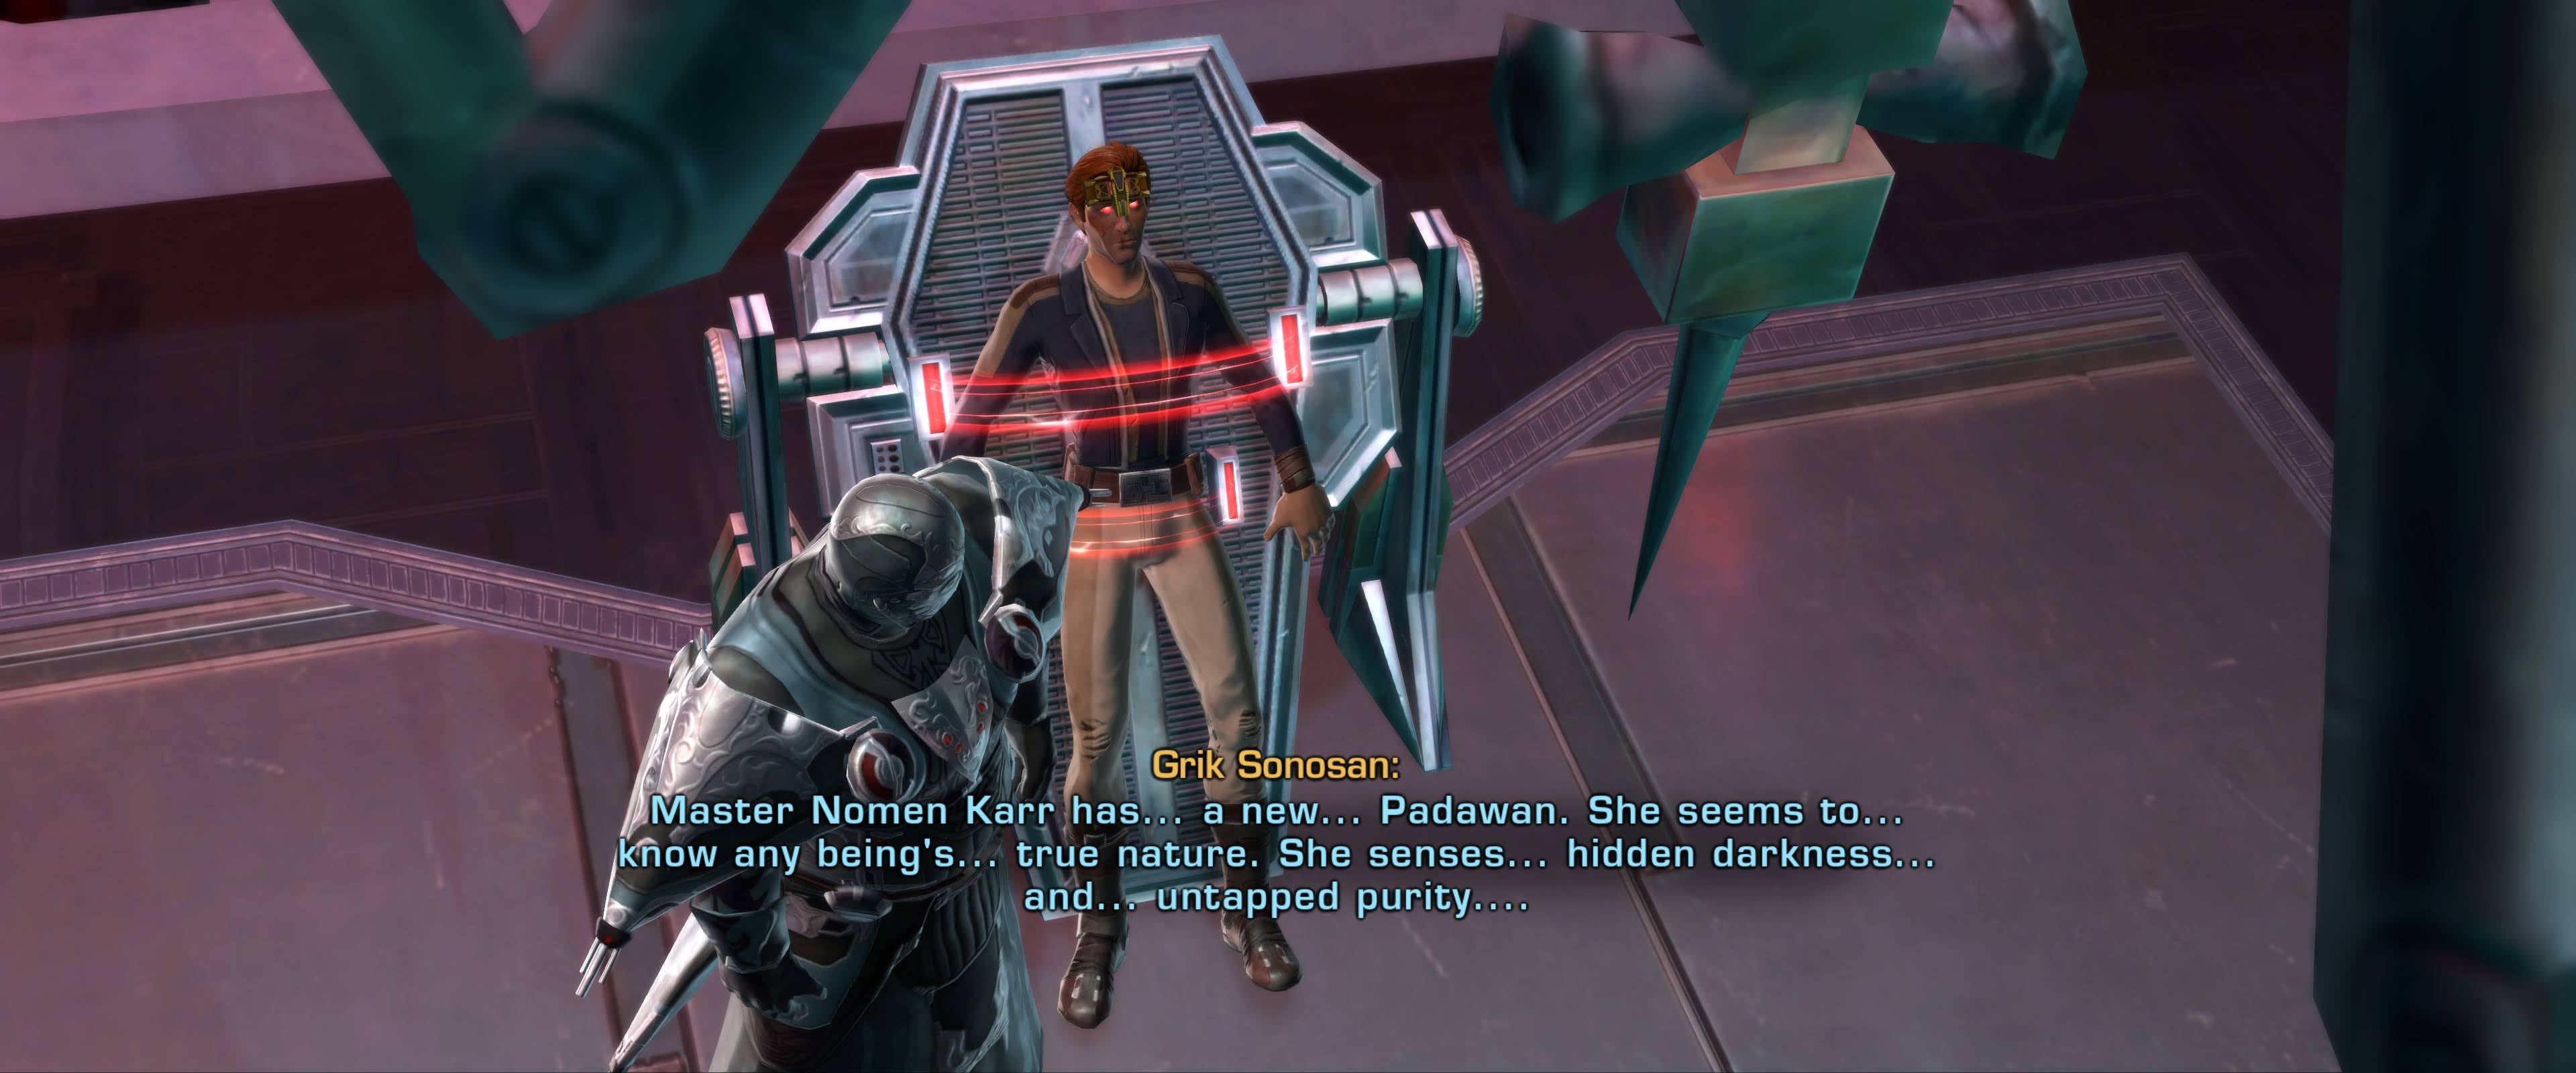 Grik Sonosan:
Master Nomen Karr has... a new... Padawan. She seems to...
know any being's... true nature. She senses... hidden darkness...
and... untapped purity....